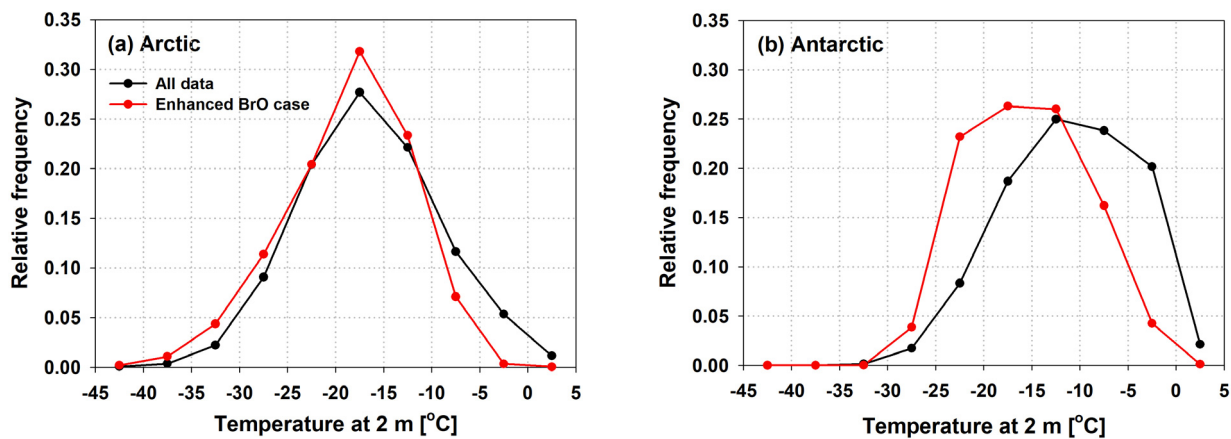 (a) Arctic
All data
Enhanced BrO case
Relative frequency
0.35
0.30
0.25
0.20
0.15
0.10
0.05
0.00
-45 -40 -35 -30 -25 -20 -15 -10 -5 0 5
Temperature at 2 m [°C]
(b) Antarctic
Relative frequency
0.35
0.30
0.25
0.20
0.15
0.10
0.05
0.00
-45 -40 -35 -30 -25 -20 -15 -10 -5 0 5
Temperature at 2 m [°C]